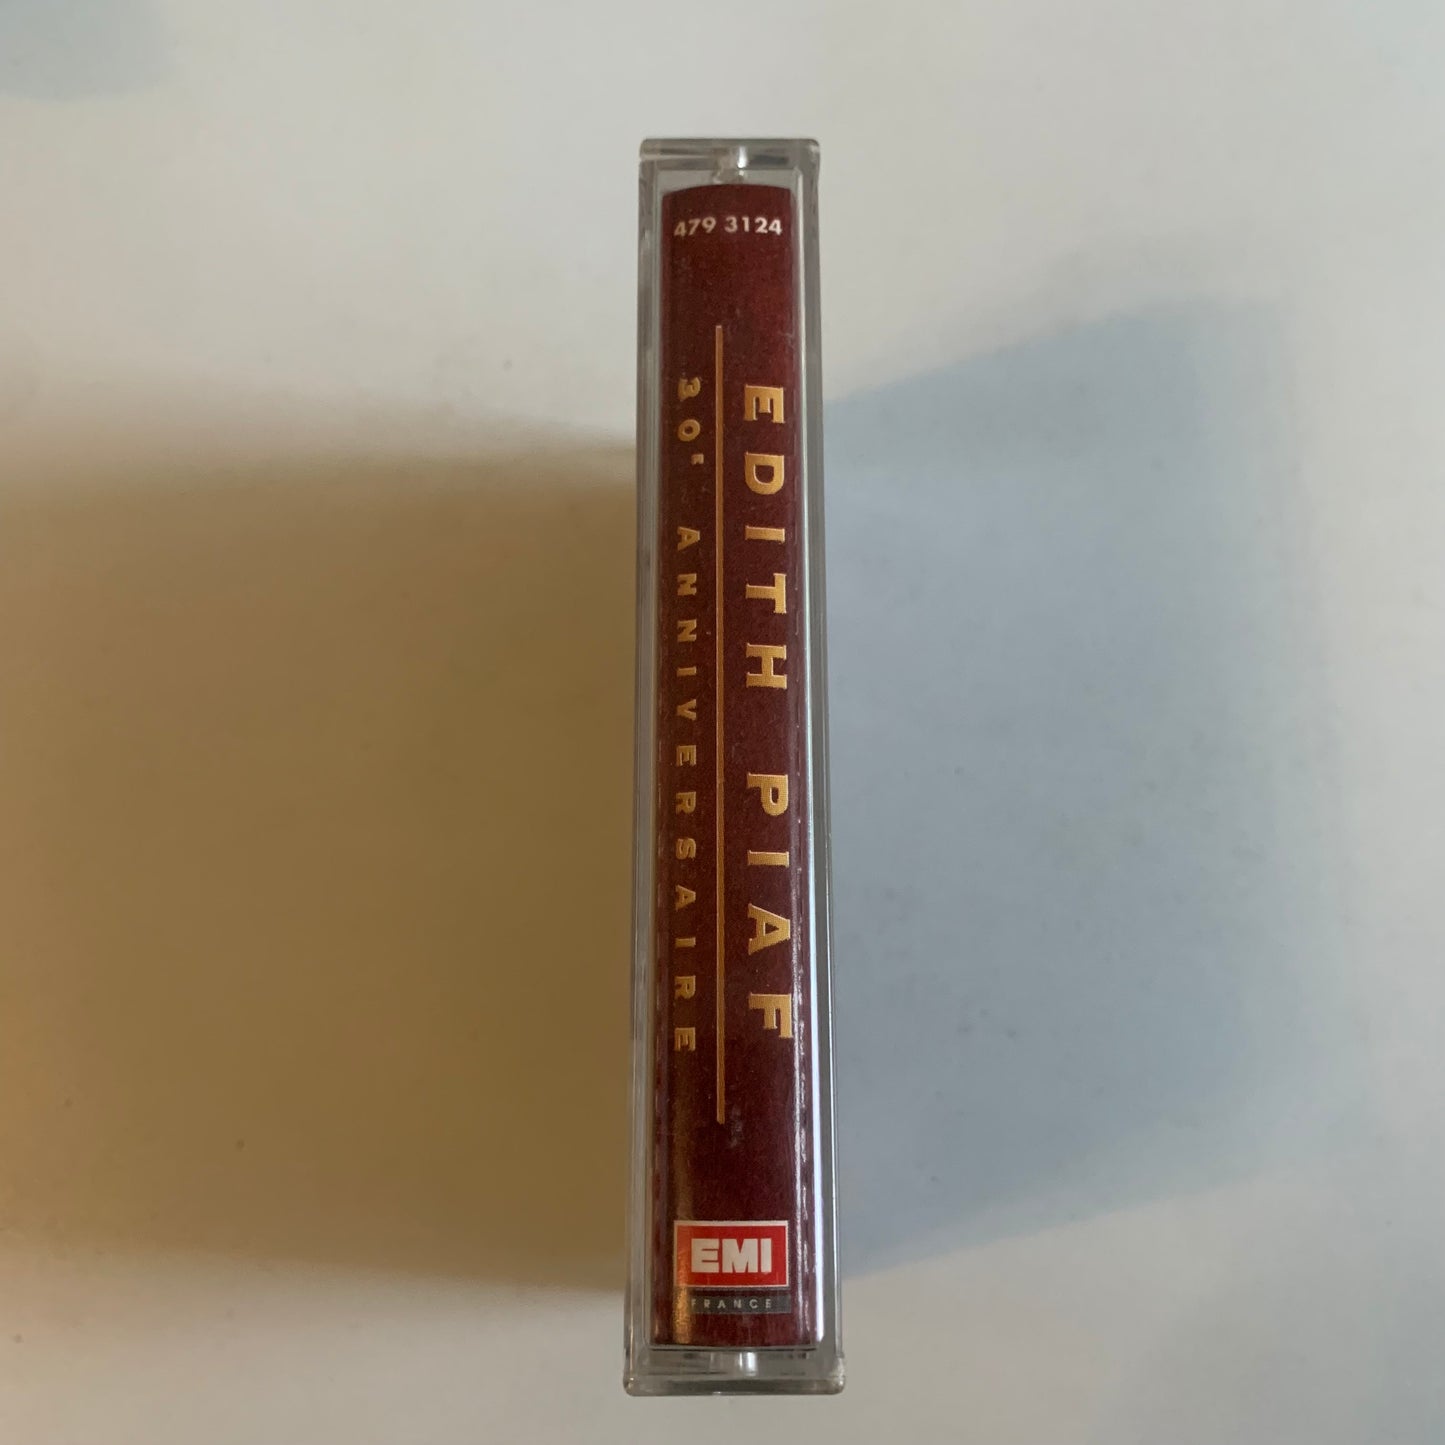 479 3124
EDITH PIAF
30E ANNIVERSAIRE
EMI
FRANCE